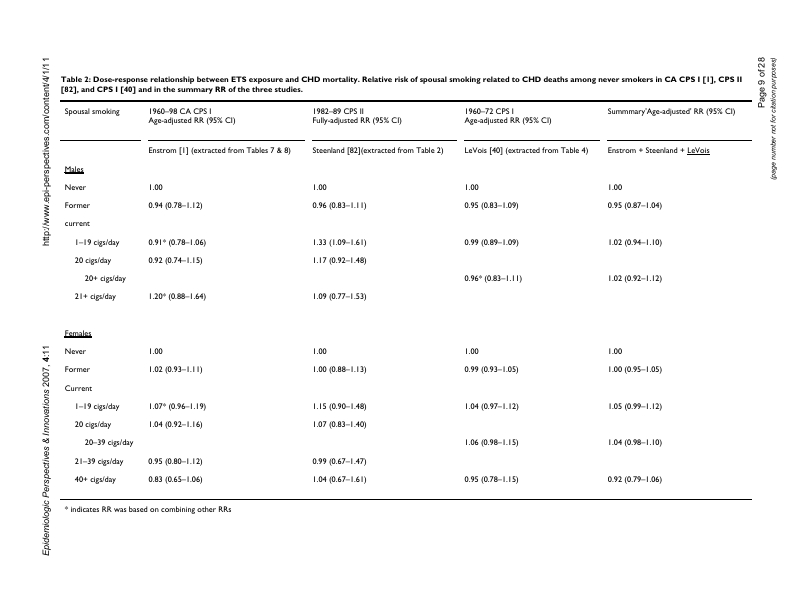 http://www.epi-perspectives.com/content/4/1/11
Epidemiologic Perspectives & Innovations 2007, 4:11
Page 9 of 28
(page number not for citation purposes)
Table 2: Dose-response relationship between ETS exposure and CHD mortality. Relative risk of spousal smoking related to CHD deaths among never smokers in CA CPS I [1], CPS II
[82], and CPS I [40] and in the summary RR of the three studies.
Spousal smoking 1960–98 CA CPS I 1982–89 CPS II 1960–72 CPS I Summmary'Age-adjusted' RR (95% CI)
Age-adjusted RR (95% CI) Fully-adjusted RR (95% CI) Age-adjusted RR (95% CI)
Enstrom [1] (extracted from Tables 7 & 8) Steenland [82](extracted from Table 2) LeVois [40] (extracted from Table 4) Enstrom + Steenland + LeVois
Males
Never 1.00 1.00 1.00 1.00
Former 0.94 (0.78–1.12) 0.96 (0.83–1.11) 0.95 (0.83–1.09) 0.95 (0.87–1.04)
current
1–19 cigs/day 0.91* (0.78–1.06) 1.33 (1.09–1.61) 0.99 (0.89–1.09) 1.02 (0.94–1.10)
20 cigs/day 0.92 (0.74–1.15) 1.17 (0.92–1.48)
20+ cigs/day 0.96* (0.83–1.11) 1.02 (0.92–1.12)
21+ cigs/day 1.20* (0.88–1.64) 1.09 (0.77–1.53)
Females
Never 1.00 1.00 1.00 1.00
Former 1.02 (0.93–1.11) 1.00 (0.88–1.13) 0.99 (0.93–1.05) 1.00 (0.95–1.05)
Current
1–19 cigs/day 1.07* (0.96–1.19) 1.15 (0.90–1.48) 1.04 (0.97–1.12) 1.05 (0.99–1.12)
20 cigs/day 1.04 (0.92–1.16) 1.07 (0.83–1.40)
20–39 cigs/day 1.06 (0.98–1.15) 1.04 (0.98–1.10)
21–39 cigs/day 0.95 (0.80–1.12) 0.99 (0.67–1.47)
40+ cigs/day 0.83 (0.65–1.06) 1.04 (0.67–1.61) 0.95 (0.78–1.15) 0.92 (0.79–1.06)
* indicates RR was based on combining other RRs